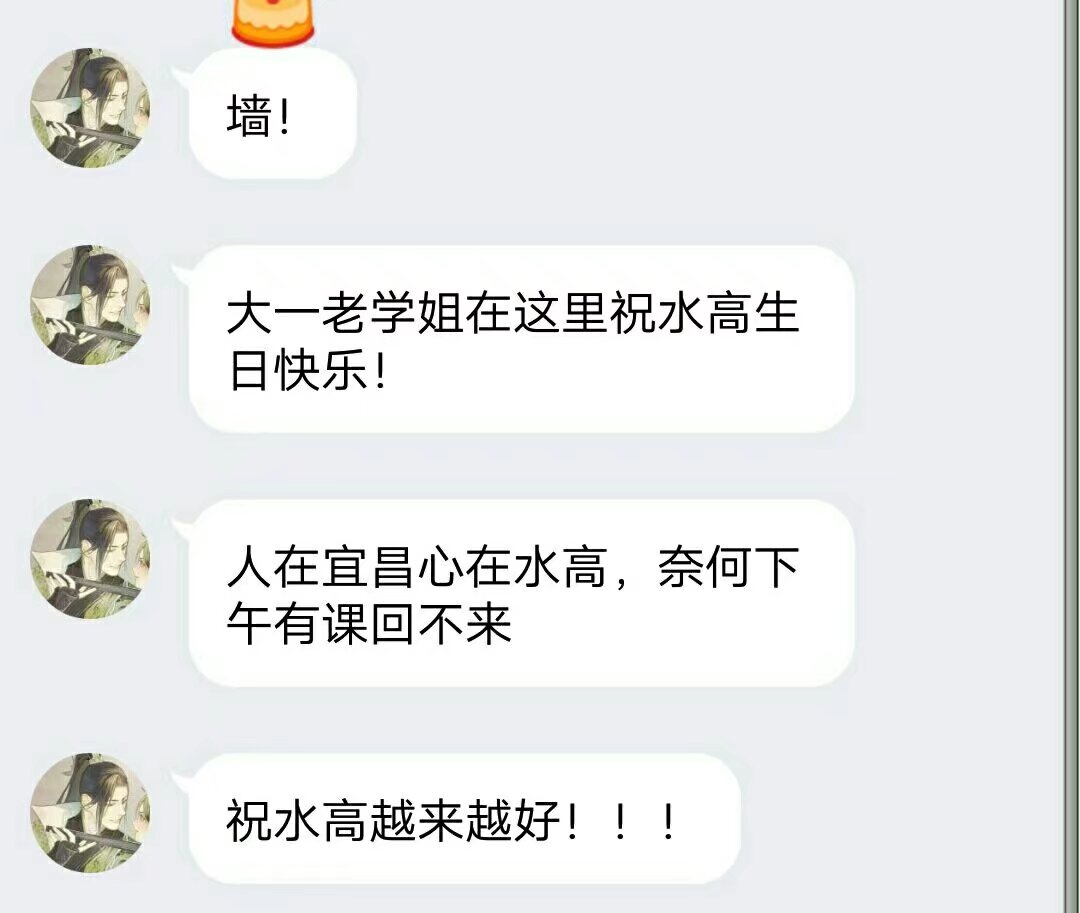 墙！
大一老学姐在这里祝水高生
日快乐！
人在宜昌心在水高，奈何下
午有课回不来
祝水高越来越好！！！